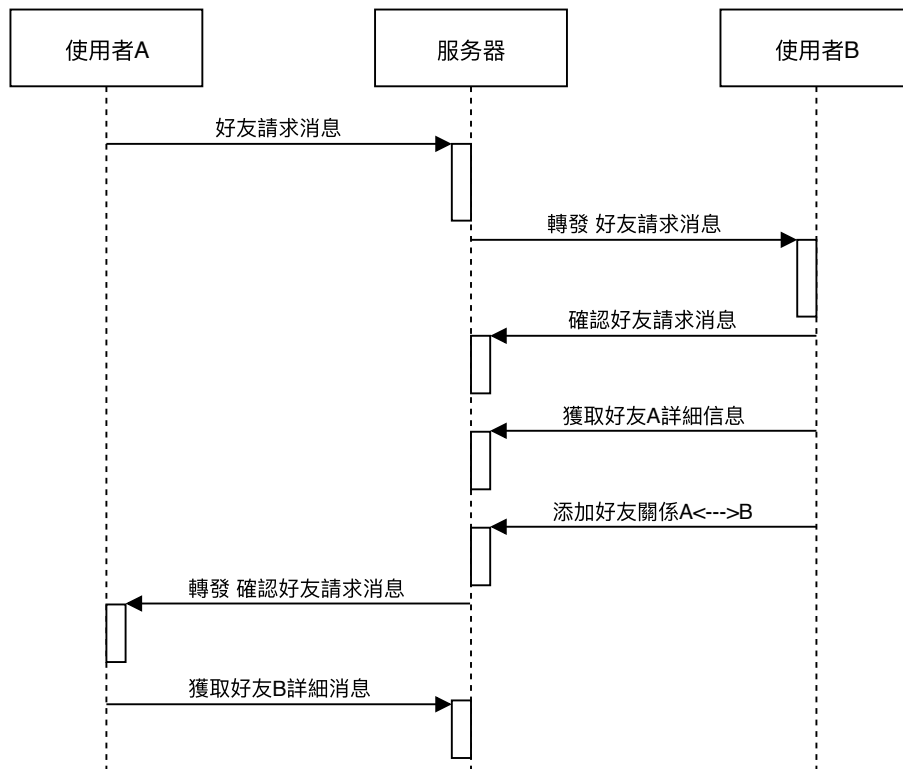 使用者A
服务器
使用者B
好友請求消息
轉發 好友請求消息
確認好友請求消息
獲取好友A詳細信息
添加好友關係A<--->B
轉發 確認好友請求消息
獲取好友B詳細消息